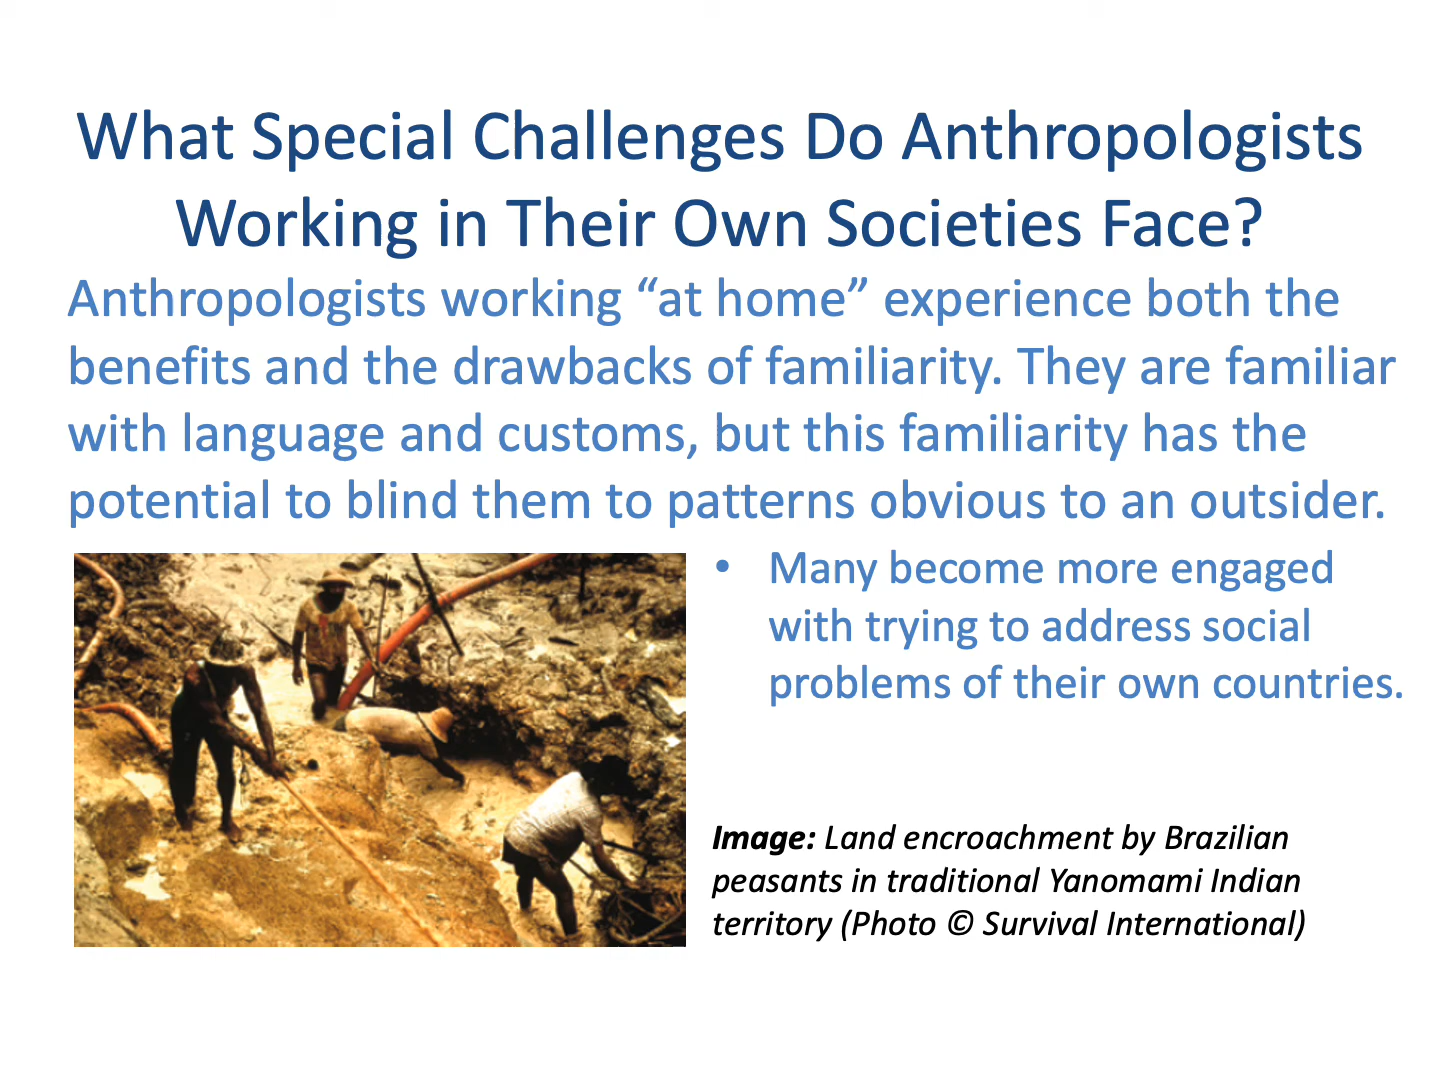 What Special Challenges Do Anthropologists
Working in Their Own Societies Face?
Anthropologists working “at home” experience both the
benefits and the drawbacks of familiarity. They are familiar
with language and customs, but this familiarity has the
potential to blind them to patterns obvious to an outsider.
• Many become more engaged
with trying to address social
problems of their own countries.
Image: Land encroachment by Brazilian
peasants in traditional Yanomami Indian
territory (Photo © Survival International)